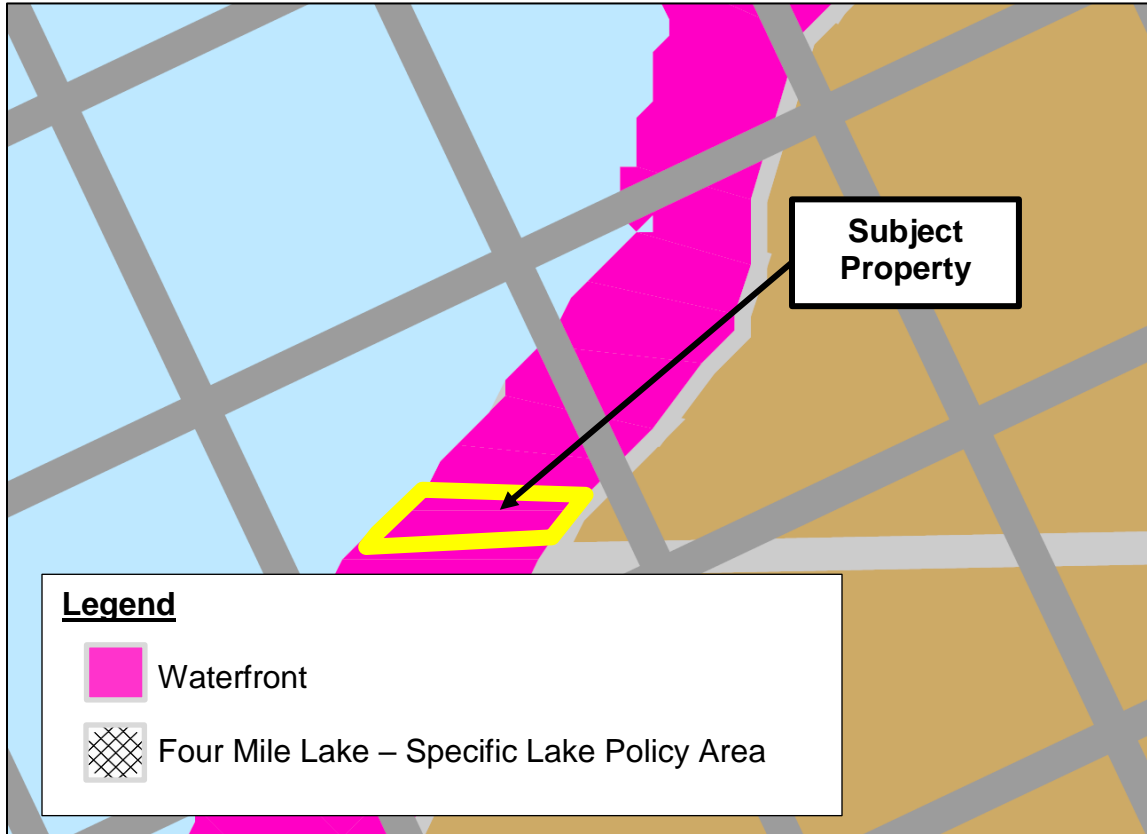 Subject
Property
Legend
Waterfront
Four Mile Lake – Specific Lake Policy Area